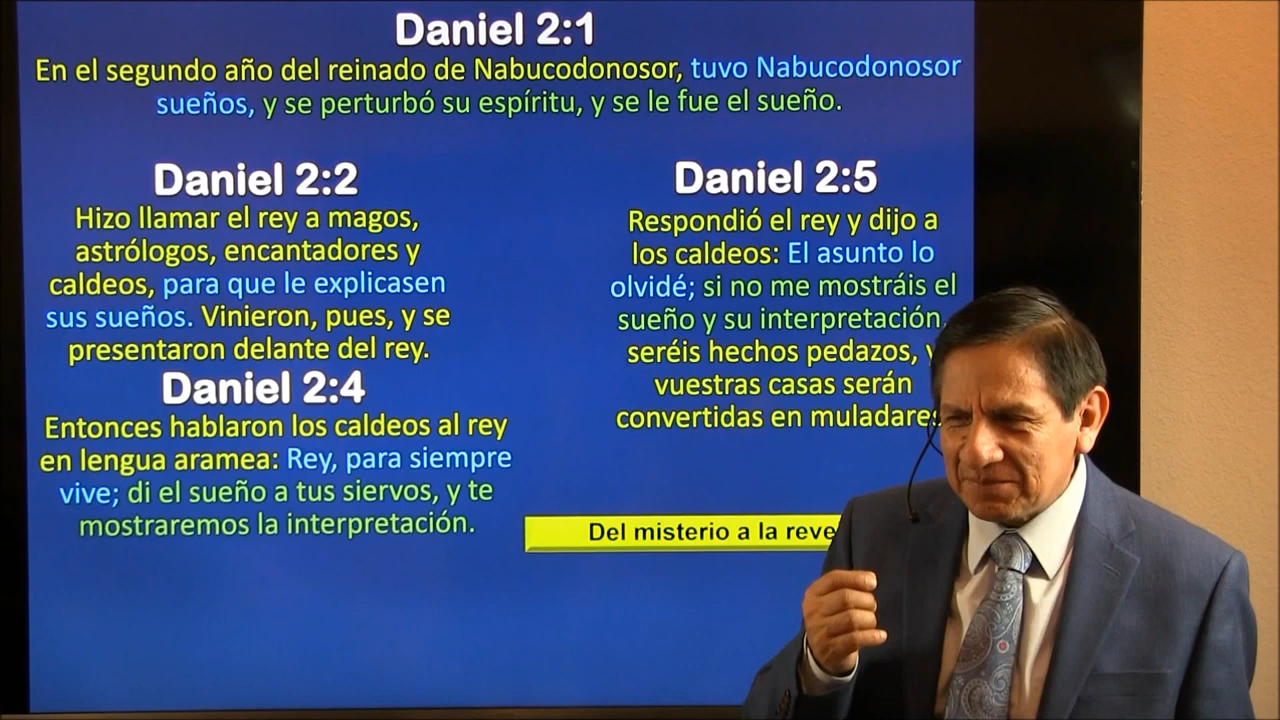 Daniel 2:1
En el segundo año del reinado de Nabucodonosor, tuvo Nabucodonosor
sueños, y se perturbó su espíritu, y se le fue el sueño.
Daniel 2:2
Hizo llamar el rey a magos,
astrólogos, encantadores y
caldeos, para que le explicasen
sus sueños. Vinieron, pues, y se
presentaron delante del rey.
Daniel 2:4
Entonces hablaron los caldeos al rey
en lengua aramea: Rey, para siempre
vive; di el sueño a tus siervos, y te
mostraremos la interpretación.
Daniel 2:5
Respondió el rey y dijo a
los caldeos: El asunto lo
olvidé; si no me mostráis el
sueño y su interpretación,
seréis hechos pedazos, y
vuestras casas serán
convertidas en muladares
Del misterio a la